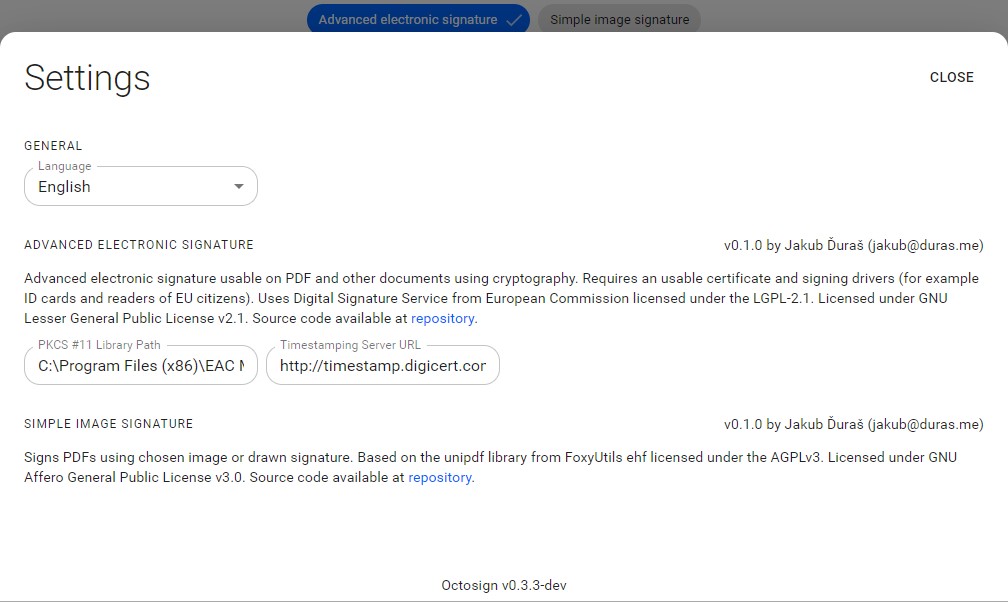 Advanced electronic signature
Simple image signature
Settings
CLOSE
GENERAL
Language
English
ADVANCED ELECTRONIC SIGNATURE
v0.1.0 by Jakub Ďuraš (jakub@duras.me)
Advanced electronic signature usable on PDF and other documents using cryptography. Requires an usable certificate and signing drivers (for example
ID cards and readers of EU citizens). Uses Digital Signature Service from European Commission licensed under the LGPL-2.1. Licensed under GNU
Lesser General Public License v2.1. Source code available at repository.
PKCS #11 Library Path
Timestamping Server URL
C:\Program Files (x86)\EAC
http://timestamp.digicert.cor
SIMPLE IMAGE SIGNATURE
v0.1.0 by Jakub Ďuraš (jakub@duras.me)
Signs PDFs using chosen image or drawn signature. Based on the unipdf library from FoxyUtils ehf licensed under the AGPLv3. Licensed under GNU
Affero General Public License v3.0. Source code available at repository.
Octosign v0.3.3-dev